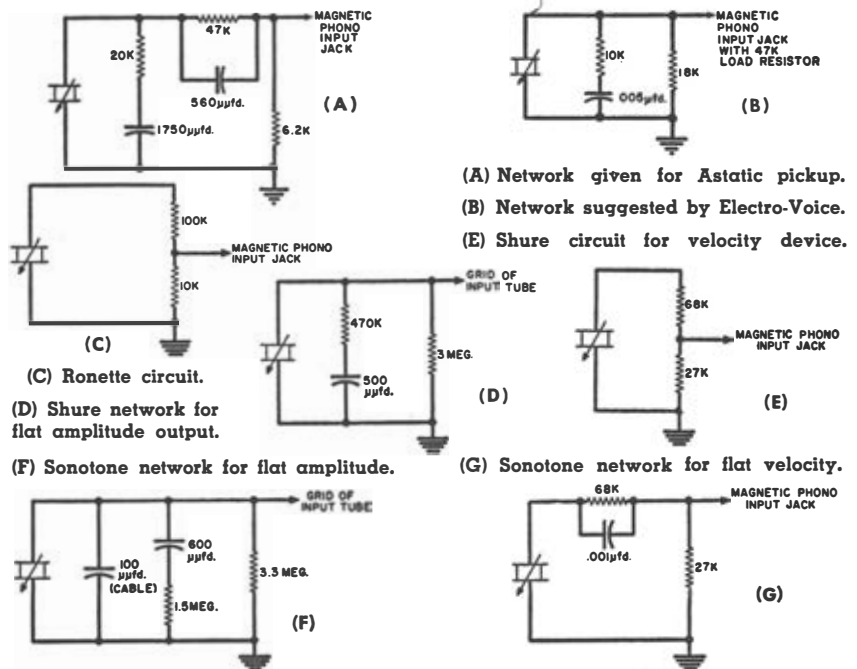 47K
MAGNETIC
PHONO
INPUT
JACK
20K
560μμfd.
(A)
1750μμfd.
6.2K
MAGNETIC
PHONO
INPUT JACK
WITH 47K
LOAD RESISTOR
10K
18K
.005μfd.
(B)
(A) Network given for Astatic pickup.
(B) Network suggested by Electro-Voice.
(E) Shure circuit for velocity device.
100K
MAGNETIC PHONO
INPUT JACK
10K
(C)
(C) Ronette circuit.
(D) Shure network for
flat amplitude output.
GRID OF
INPUT TUBE
470K
3 MEG.
500
μμfd.
(D)
68K
MAGNETIC PHONO
INPUT JACK
27K
(E)
(F) Sonotone network for flat amplitude.
(G) Sonotone network for flat velocity.
GRID OF
INPUT TUBE
600
μμfd.
100
μμfd.
(CABLE)
3.3 MEG.
1.5MEG.
(F)
68K
MAGNETIC PHONO
INPUT JACK
.001μfd.
27K
(G)